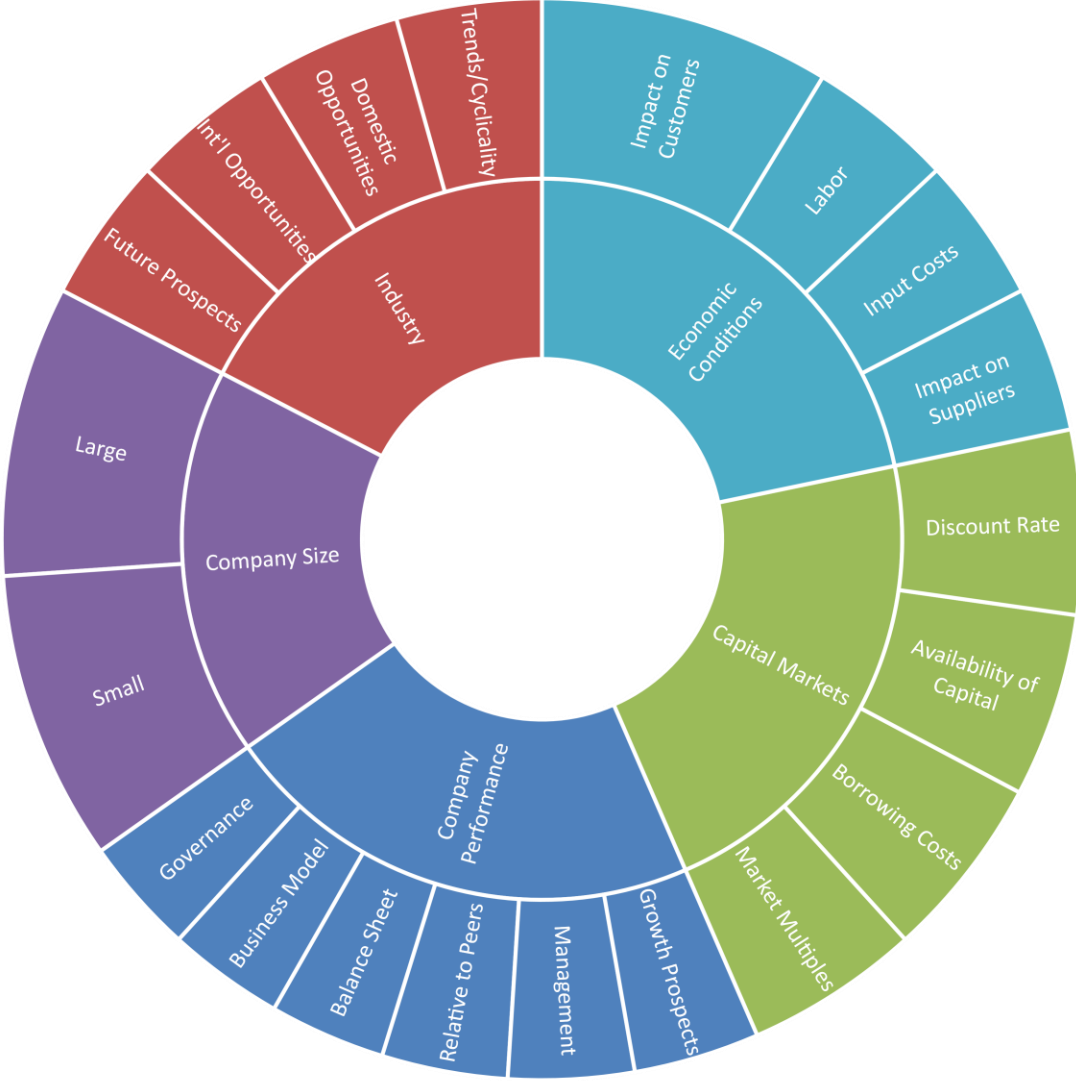 Economic
Conditions
Impact on
Customers
Labor
Input Costs
Impact on
Suppliers
Capital Markets
Discount Rate
Availability of
Capital
Borrowing Costs
Market Multiples
Company
Performance
Growth Prospects
Management
Relative to Peers
Balance Sheet
Business Model
Governance
Company Size
Small
Large
Industry
Future Prospects
Int'l Opportunities
Domestic
Opportunities
Trends/Cyclicality